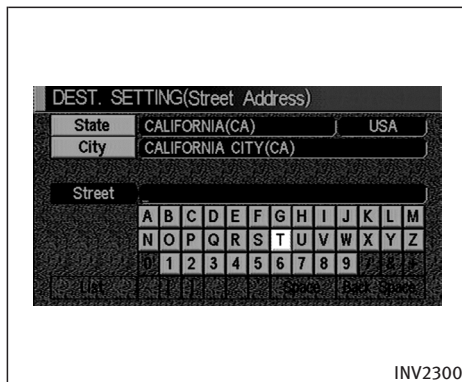 DEST. SETTING(Street Address)
State CALIFORNIA(CA) USA
City CALIFORNIA CITY(CA)
Street _
A B C D E F G H I J K L M
N O P Q R S T U V W X Y Z
0 1 2 3 4 5 6 7 8 9
List Space Back Space
INV2300